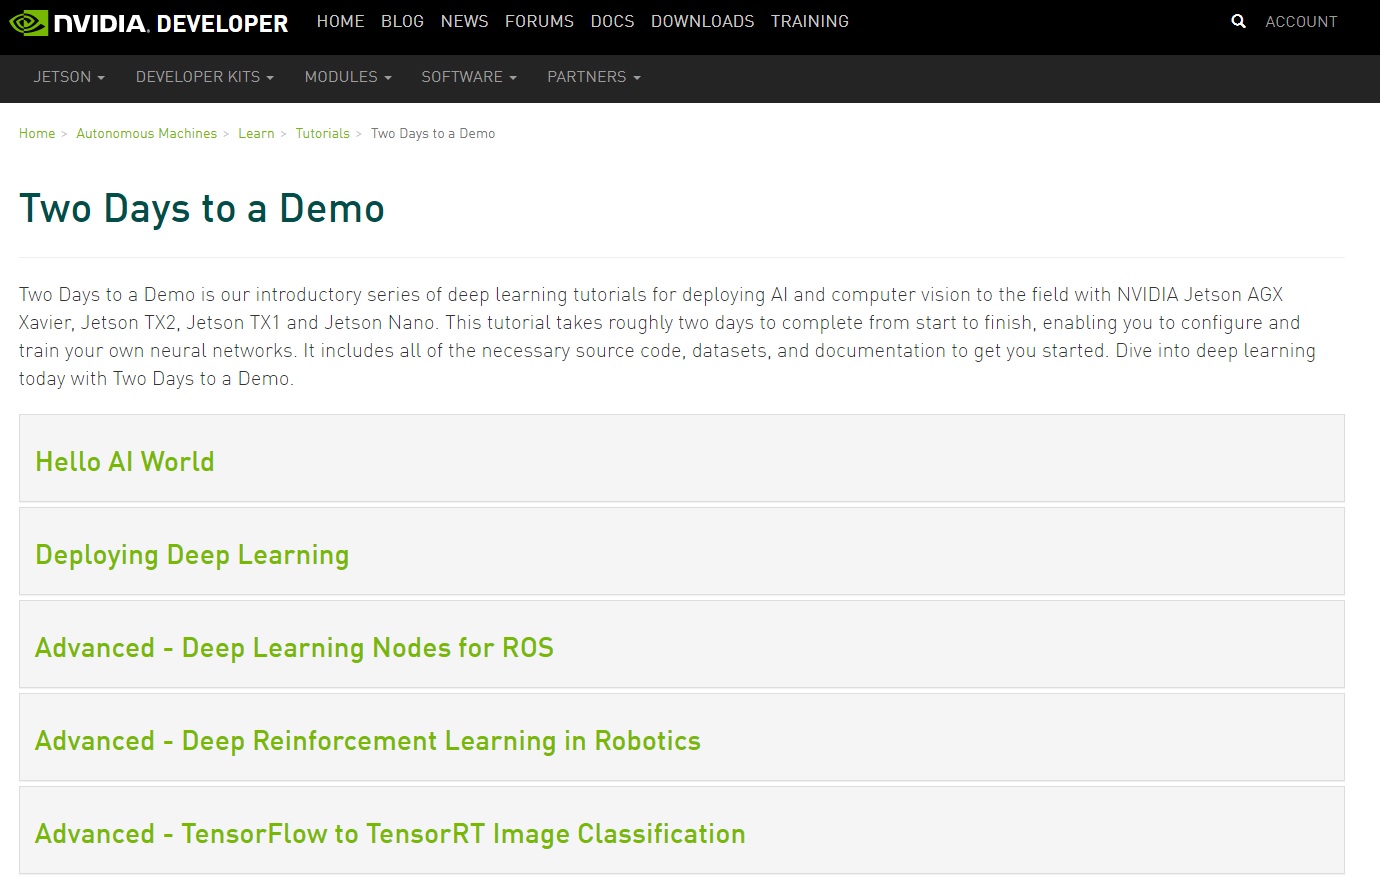 NVIDIA. DEVELOPER HOME BLOG NEWS FORUMS DOCS DOWNLOADS TRAINING ACCOUNT
JETSON DEVELOPER KITS MODULES SOFTWARE PARTNERS
Home > Autonomous Machines > Learn > Tutorials > Two Days to a Demo
Two Days to a Demo
Two Days to a Demo is our introductory series of deep learning tutorials for deploying AI and computer vision to the field with NVIDIA Jetson AGX
Xavier, Jetson TX2, Jetson TX1 and Jetson Nano. This tutorial takes roughly two days to complete from start to finish, enabling you to configure and
train your own neural networks. It includes all of the necessary source code, datasets, and documentation to get you started. Dive into deep learning
today with Two Days to a Demo.
Hello AI World
Deploying Deep Learning
Advanced - Deep Learning Nodes for ROS
Advanced - Deep Reinforcement Learning in Robotics
Advanced - TensorFlow to TensorRT Image Classification